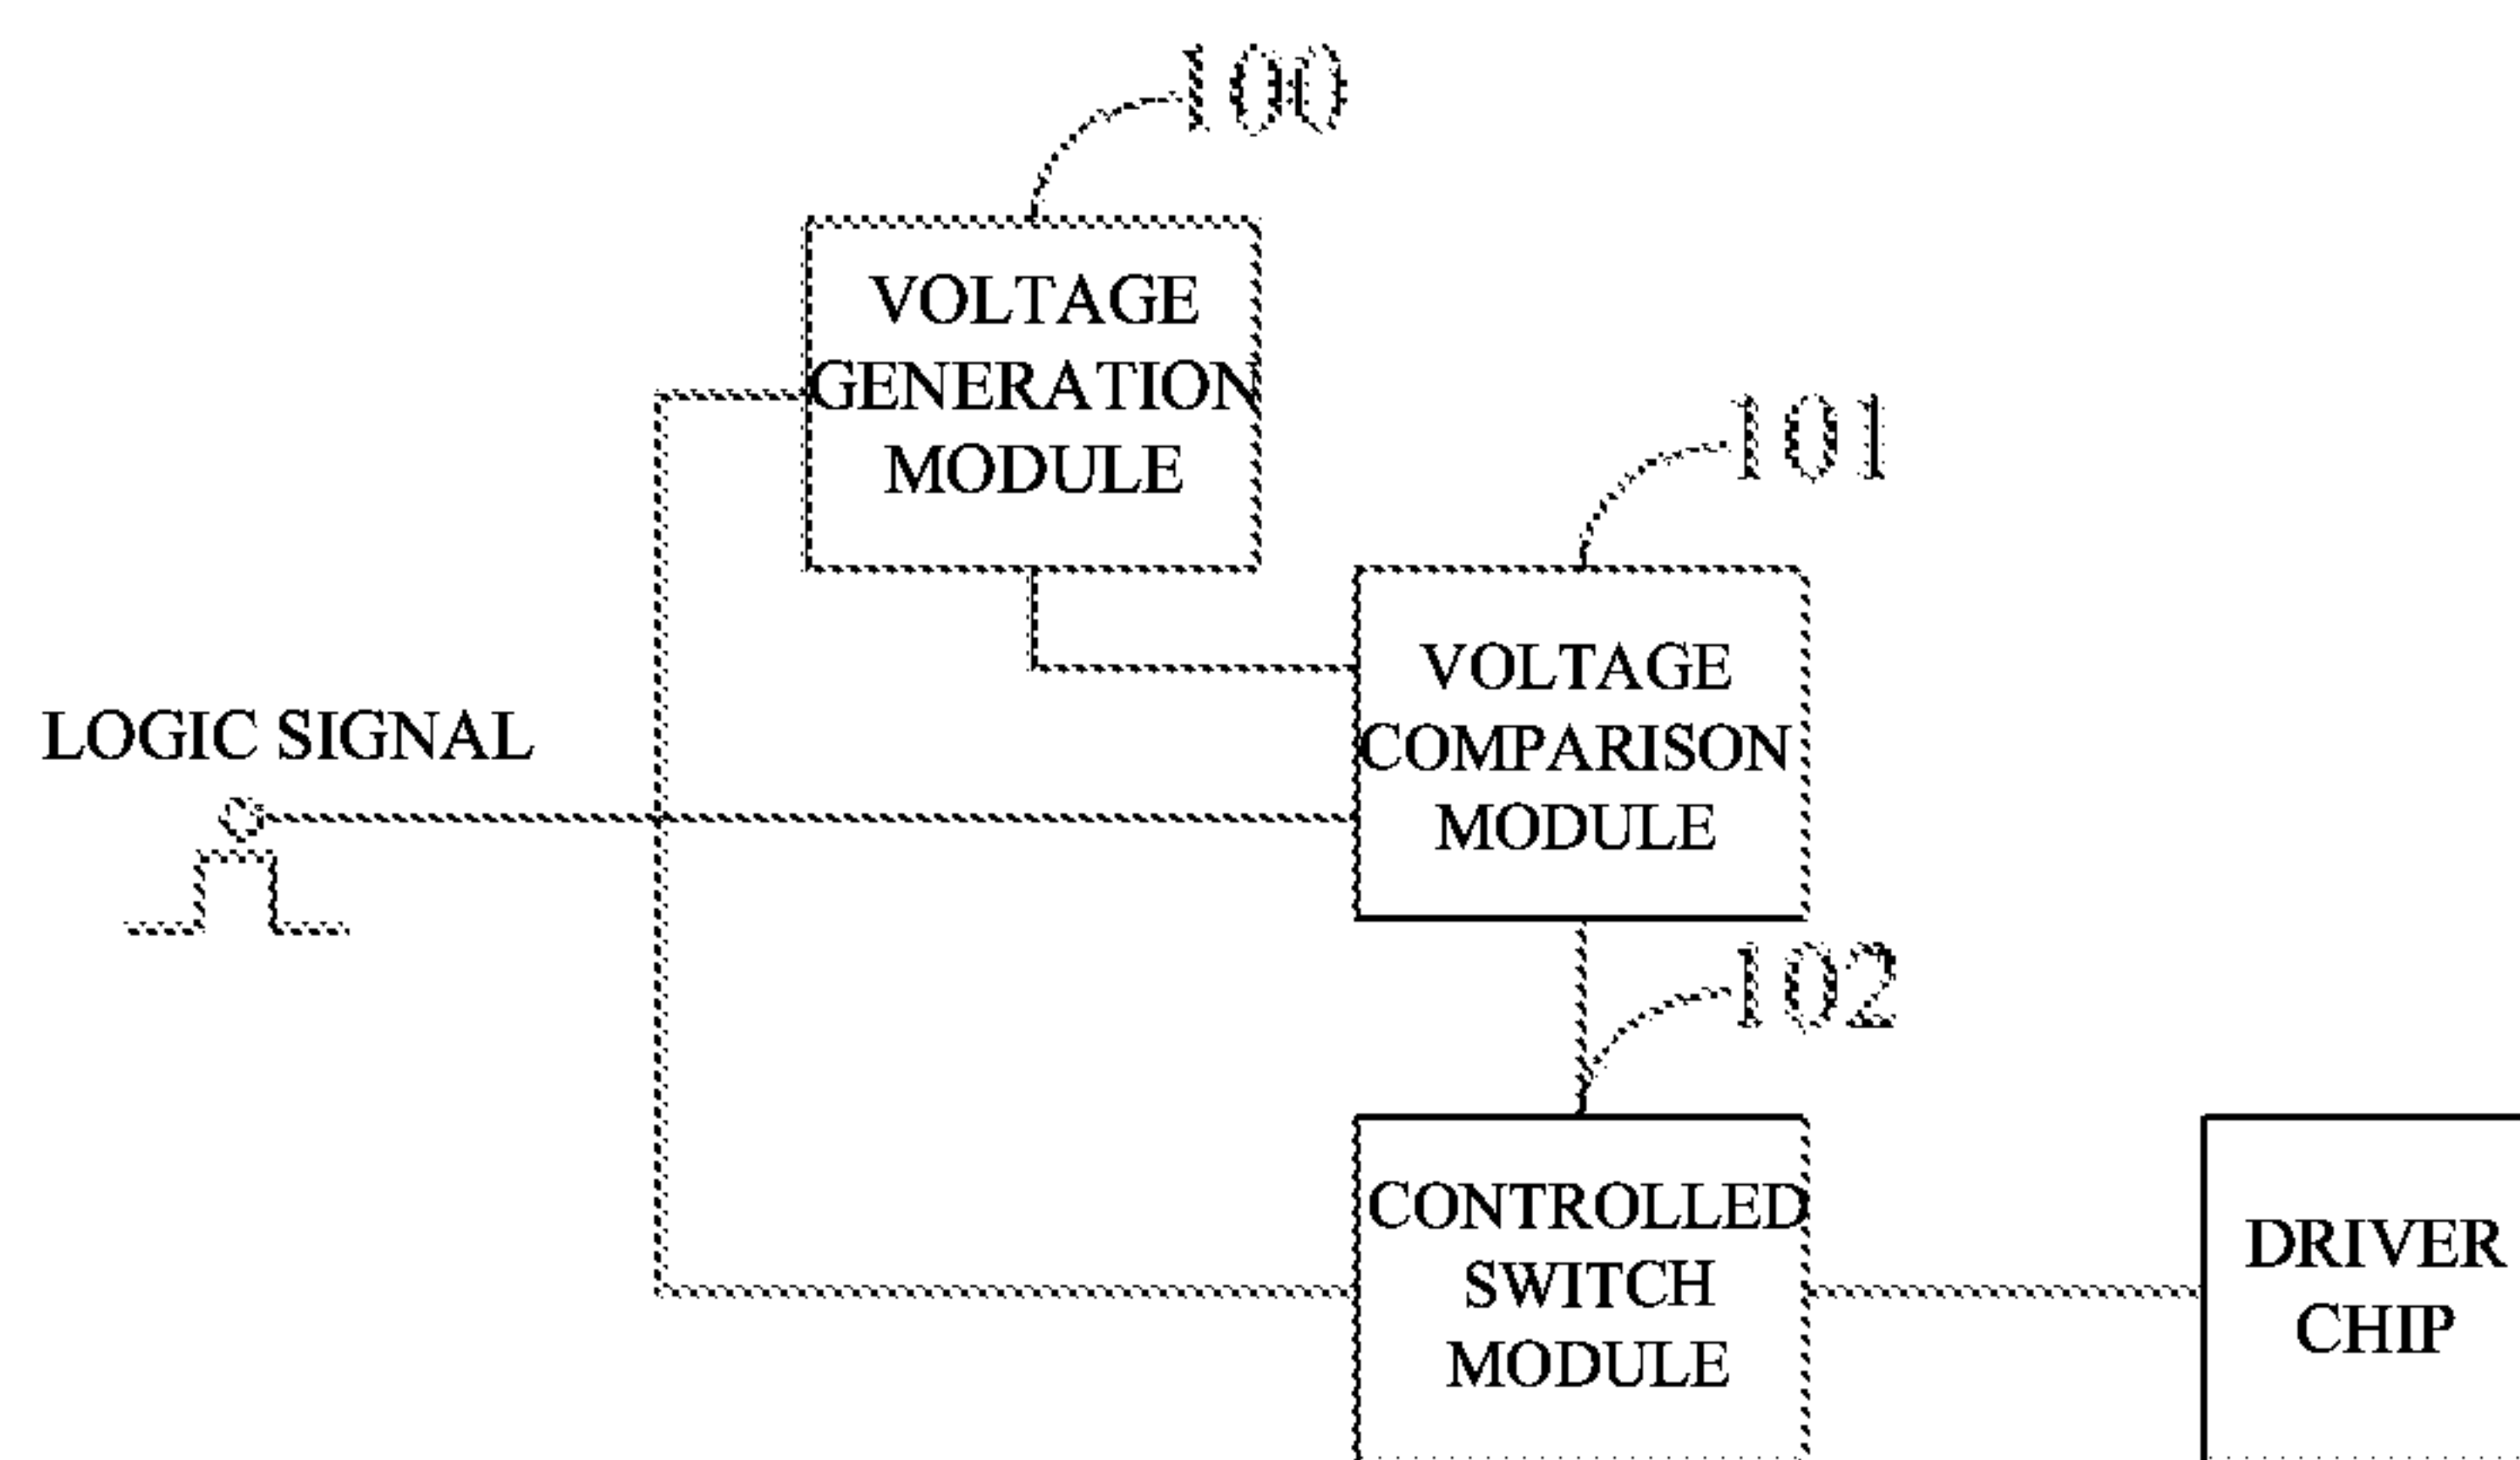 100
VOLTAGE
GENERATION
MODULE
101
VOLTAGE
COMPARISON
MODULE
LOGIC SIGNAL
102
CONTROLLED
SWITCH
MODULE
DRIVER
CHIP